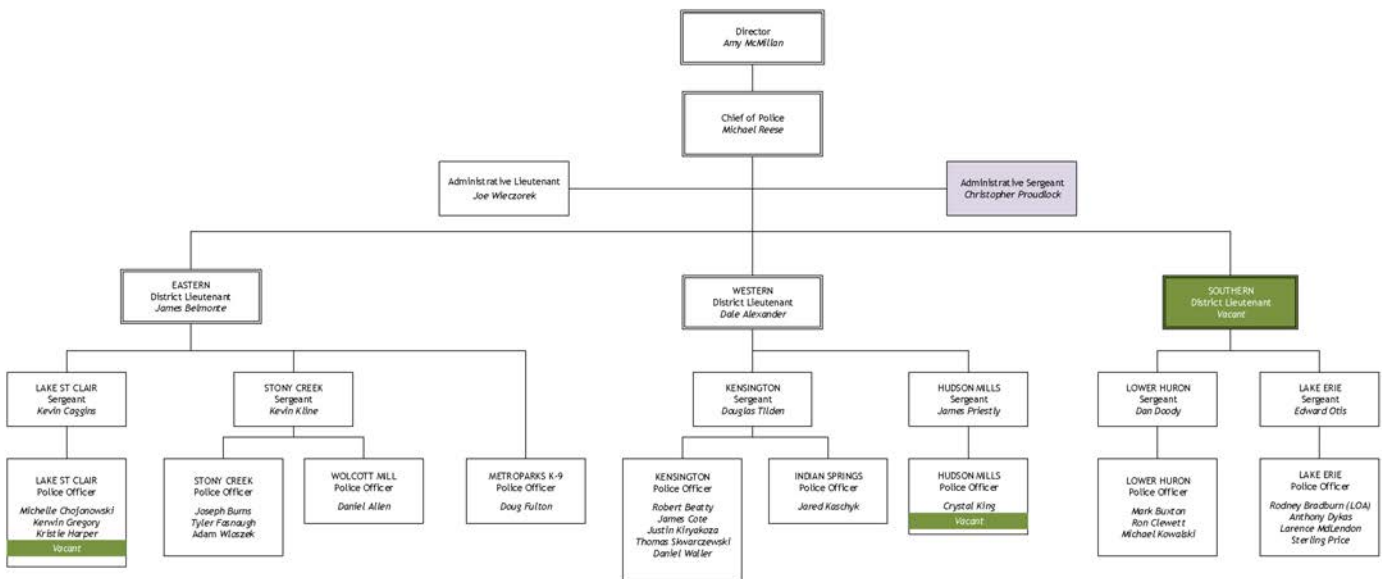 Director
Amy McMillan
Chief of Police
Michael Reese
Administrative Lieutenant
Joe Wieczorek
Administrative Sergeant
Christopher Proudlock
EASTERN
District Lieutenant
James Belmonte
WESTERN
District Lieutenant
Dale Alexander
SOUTHERN
District Lieutenant
Vacant
LAKE ST CLAIR
Sergeant
Kevin Caggins
STONY CREEK
Sergeant
Kevin Kline
KENSINGTON
Sergeant
Douglas Tilden
HUDSON MILLS
Sergeant
James Priestly
LOWER HURON
Sergeant
Dan Doody
LAKE ERIE
Sergeant
Edward Otis
LAKE ST CLAIR
Police Officer
Michelle Chojanowski
Kerwin Gregory
Kristie Harper
Vacant
STONY CREEK
Police Officer
Joseph Burns
Tyler Fasnaugh
Adam Wloszek
WOLCOTT MILL
Police Officer
Daniel Allen
METROPARKS K-9
Police Officer
Doug Fulton
KENSINGTON
Police Officer
Robert Beatty
James Cote
Justin Kiryakoza
Thomas Skwarczewski
Daniel Waller
INDIAN SPRINGS
Police Officer
Jared Kaschyk
HUDSON MILLS
Police Officer
Crystal King
Vacant
LOWER HURON
Police Officer
Mark Buxton
Ron Clewett
Michael Kowalski
LAKE ERIE
Police Officer
Rodney Bradburn (LOA)
Anthony Dykas
Larence McLendon
Sterling Price